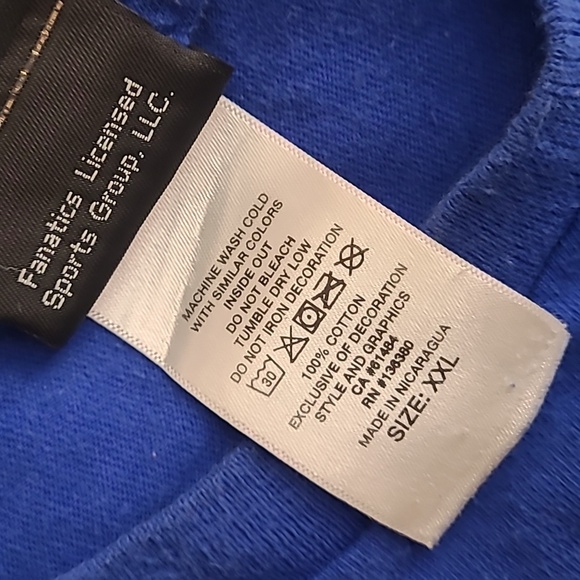 Fanatics Licensed
Sports Group, LLC.
MACHINE WASH COLD
WITH SIMILAR COLORS
INSIDE OUT
DO NOT BLEACH
TUMBLE DRY LOW
DO NOT IRON DECORATION
30
100% COTTON
EXCLUSIVE OF DECORATION
STYLE AND GRAPHICS
CA #61484
RN #136380
MADE IN NICARAGUA
SIZE: XXL